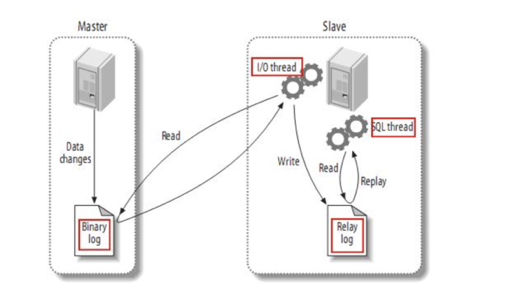 Master
Slave
I/O thread
SQL thread
Read
Data
changes
Write
Read
Replay
Binary
log
Relay
log